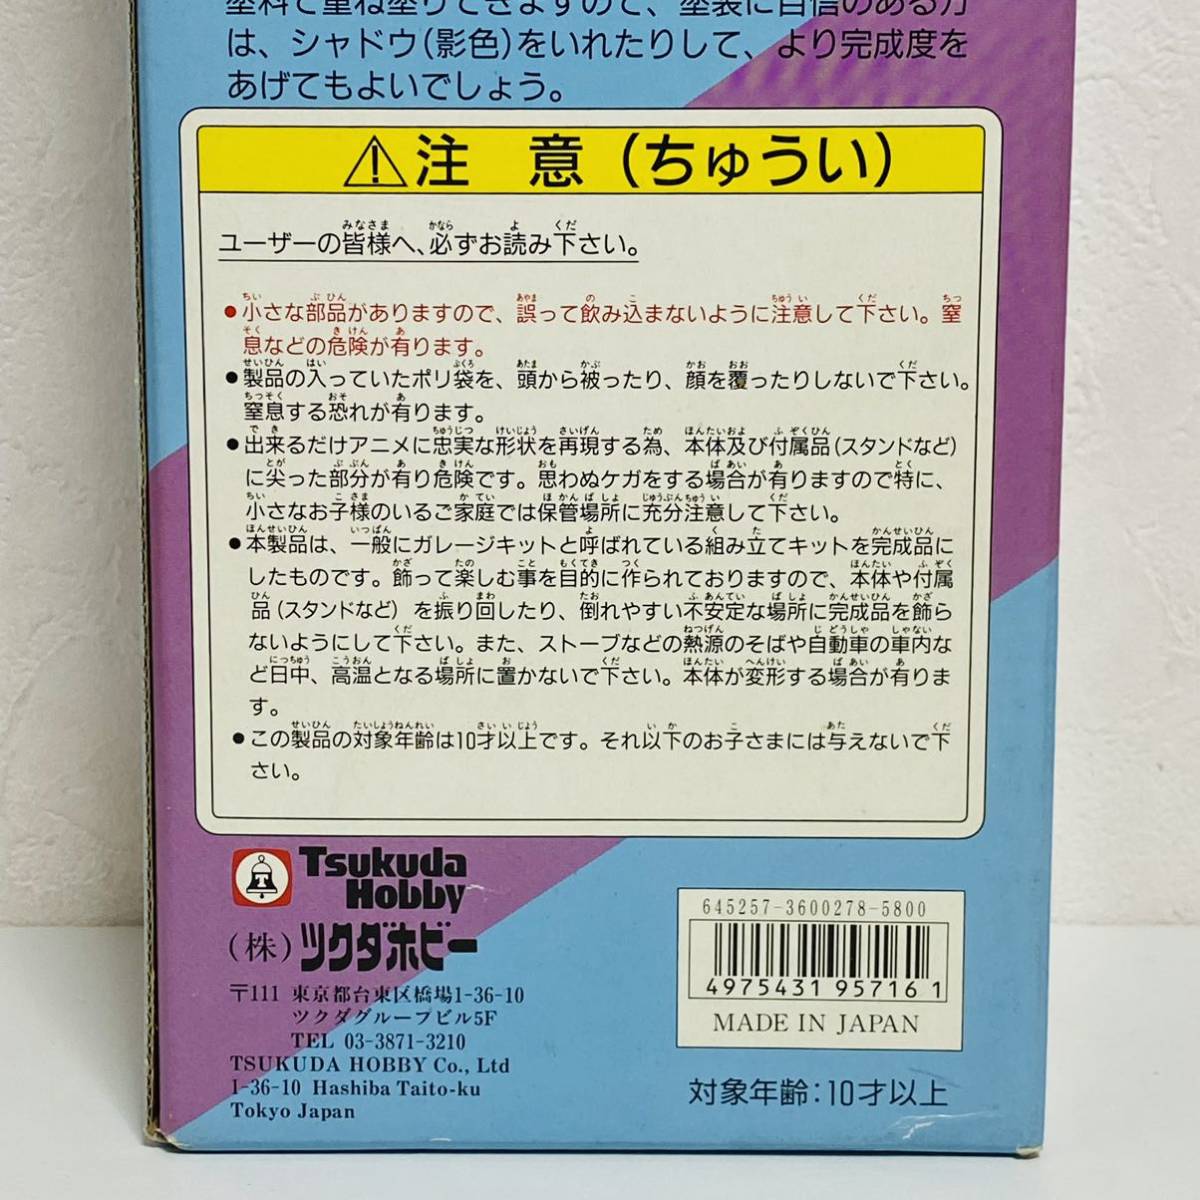 塗料で重ね塗りできますので、塗装に自信のある方
は、シャドウ(影色)をいれたりして、より完成度を
あげてもよいでしょう。
⚠注 意(ちゅうい)
ユーザーの皆様へ、必ずお読み下さい。
●小さな部品がありますので、誤って飲み込まないように注意して下さい。窒
息などの危険が有ります。
●製品の入っていたポリ袋を、頭から被ったり、顔を覆ったりしないで下さい。
窒息する恐れが有ります。
●出来るだけアニメに忠実な形状を再現する為、本体及び付属品(スタンドなど)
に尖った部分が有り危険です。思わぬケガをする場合が有りますので特に、
小さなお子様のいるご家庭では保管場所に充分注意して下さい。
●本製品は、一般にガレージキットと呼ばれている組み立てキットを完成品に
したものです。飾って楽しむ事を目的に作られておりますので、本体や付属
品(スタンドなど)を振り回したり、倒れやすい不安定な場所に完成品を飾ら
ないようにして下さい。また、ストーブなどの熱源のそばや自動車の車内な
ど日中、高温となる場所に置かないで下さい。本体が変形する場合が有りま
す。
●この製品の対象年齢は10才以上です。それ以下のお子さまには与えないで下
さい。
Tsukuda
Hobby
(株)ツクダホビー
〒111 東京都台東区橋場1-36-10
ツクダグループビル5F
TEL 03-3871-3210
TSUKUDA HOBBY Co., Ltd
1-36-10 Hashiba Taito-ku
Tokyo Japan
645257-3600278-5800
4975431957161
MADE IN JAPAN
対象年齢:10才以上